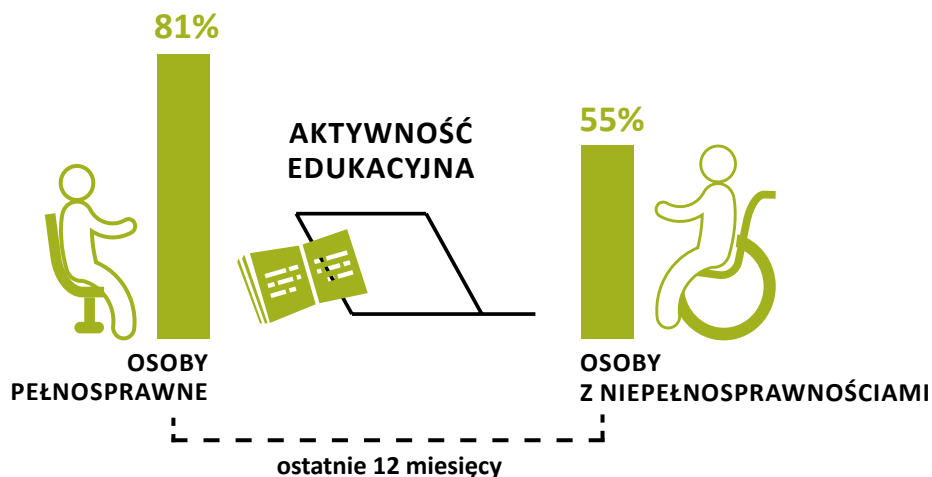 81%
AKTYWNOŚĆ
EDUKACYJNA
55%
OSOBY
PEŁNOSPRAWNE
OSOBY
Z NIEPEŁNOSPRAWNOŚCIAMI
ostatnie 12 miesięcy